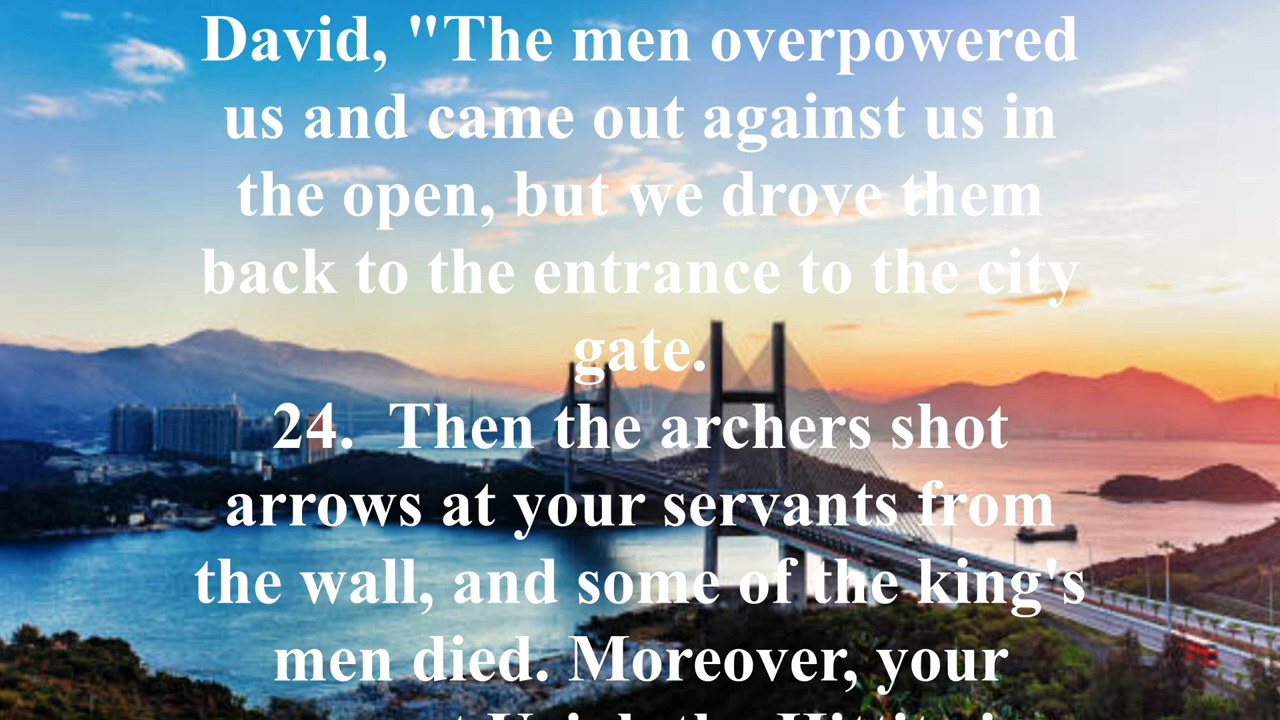 David, "The men overpowered
us and came out against us in
the open, but we drove them
back to the entrance to the city
gate.
24.  Then the archers shot
arrows at your servants from
the wall, and some of the king's
men died. Moreover, your